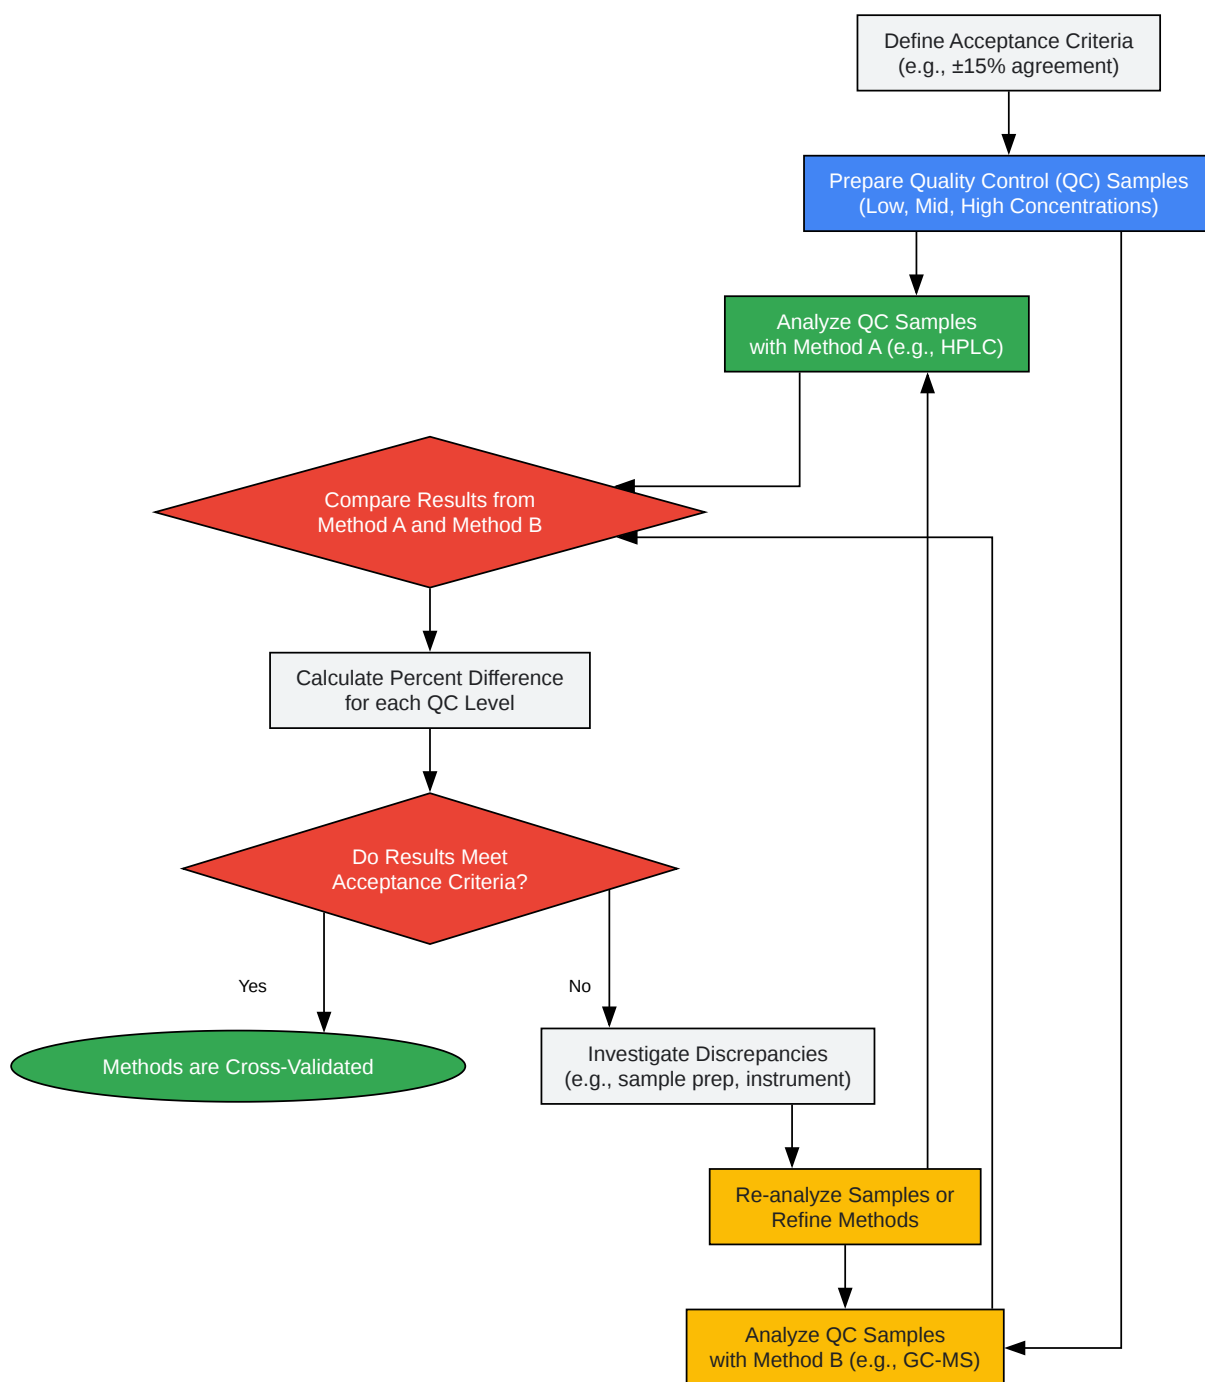 Define Acceptance Criteria
(e.g., ±15% agreement)
Prepare Quality Control (QC) Samples
(Low, Mid, High Concentrations)
Analyze QC Samples
with Method A (e.g., HPLC)
Compare Results from
Method A and Method B
Calculate Percent Difference
for each QC Level
Do Results Meet
Acceptance Criteria?
Yes
No
Methods are Cross-Validated
Investigate Discrepancies
(e.g., sample prep, instrument)
Re-analyze Samples or
Refine Methods
Analyze QC Samples
with Method B (e.g., GC-MS)